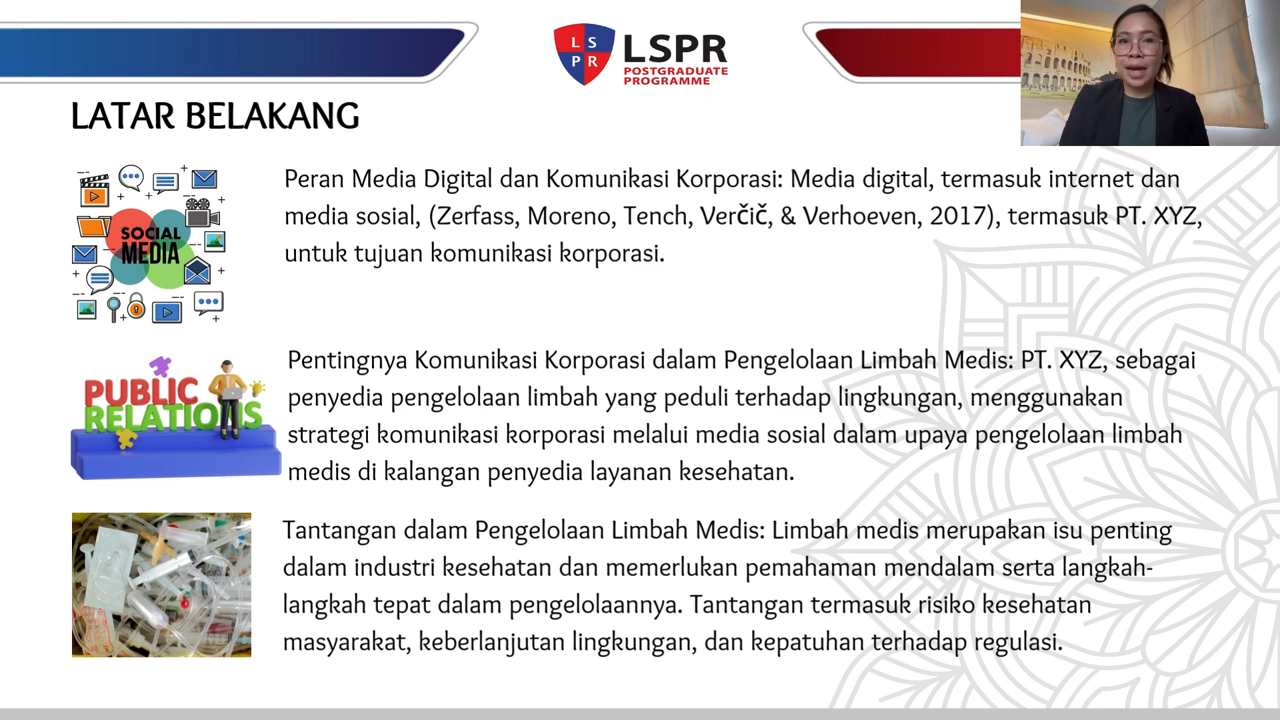 LS
PR
LSPR
POSTGRADUATE
PROGRAMME
LATAR BELAKANG
SOCIAL
MEDIA
Peran Media Digital dan Komunikasi Korporasi: Media digital, termasuk internet dan
media sosial, (Zerfass, Moreno, Tench, Verčič, & Verhoeven, 2017), termasuk PT. XYZ,
untuk tujuan komunikasi korporasi.
PUBLIC
RELATIONS
Pentingnya Komunikasi Korporasi dalam Pengelolaan Limbah Medis: PT. XYZ, sebagai
penyedia pengelolaan limbah yang peduli terhadap lingkungan, menggunakan
strategi komunikasi korporasi melalui media sosial dalam upaya pengelolaan limbah
medis di kalangan penyedia layanan kesehatan.
Tantangan dalam Pengelolaan Limbah Medis: Limbah medis merupakan isu penting
dalam industri kesehatan dan memerlukan pemahaman mendalam serta langkah-
langkah tepat dalam pengelolaannya. Tantangan termasuk risiko kesehatan
masyarakat, keberlanjutan lingkungan, dan kepatuhan terhadap regulasi.